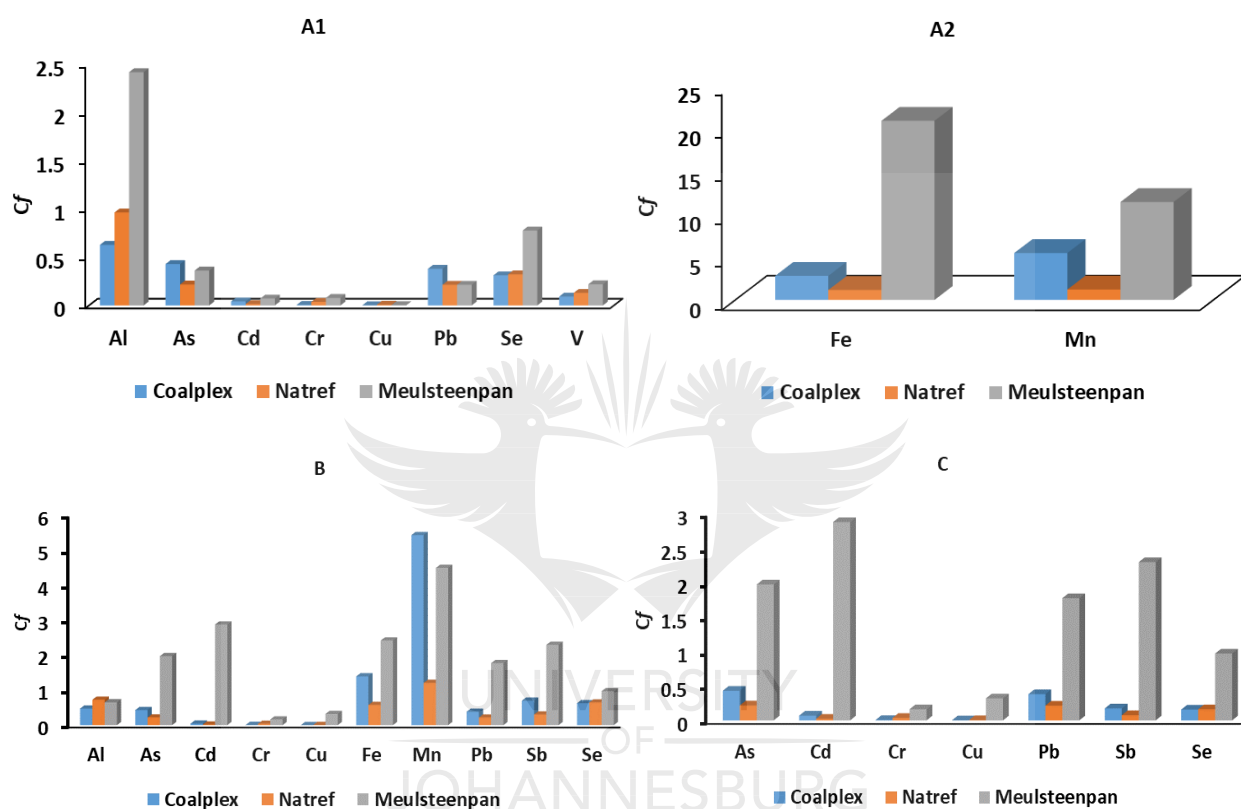 A1
Cf
2.5
2
1.5
1
0.5
0
Al As Cd Cr Cu Pb Se V
Coalplex Natref Meulsteenpan
A2
Cf
25
20
15
10
5
0
Fe Mn
Coalplex Natref Meulsteenpan
B
Cf
6
5
4
3
2
1
0
Al As Cd Cr Cu Fe Mn Pb Sb Se
Coalplex Natref Meulsteenpan
C
Cf
3
2.5
2
1.5
1
0.5
0
As Cd Cr Cu Pb Sb Se
Coalplex Natref Meulsteenpan
UNIVERSITY
OF
JOHANNESBURG